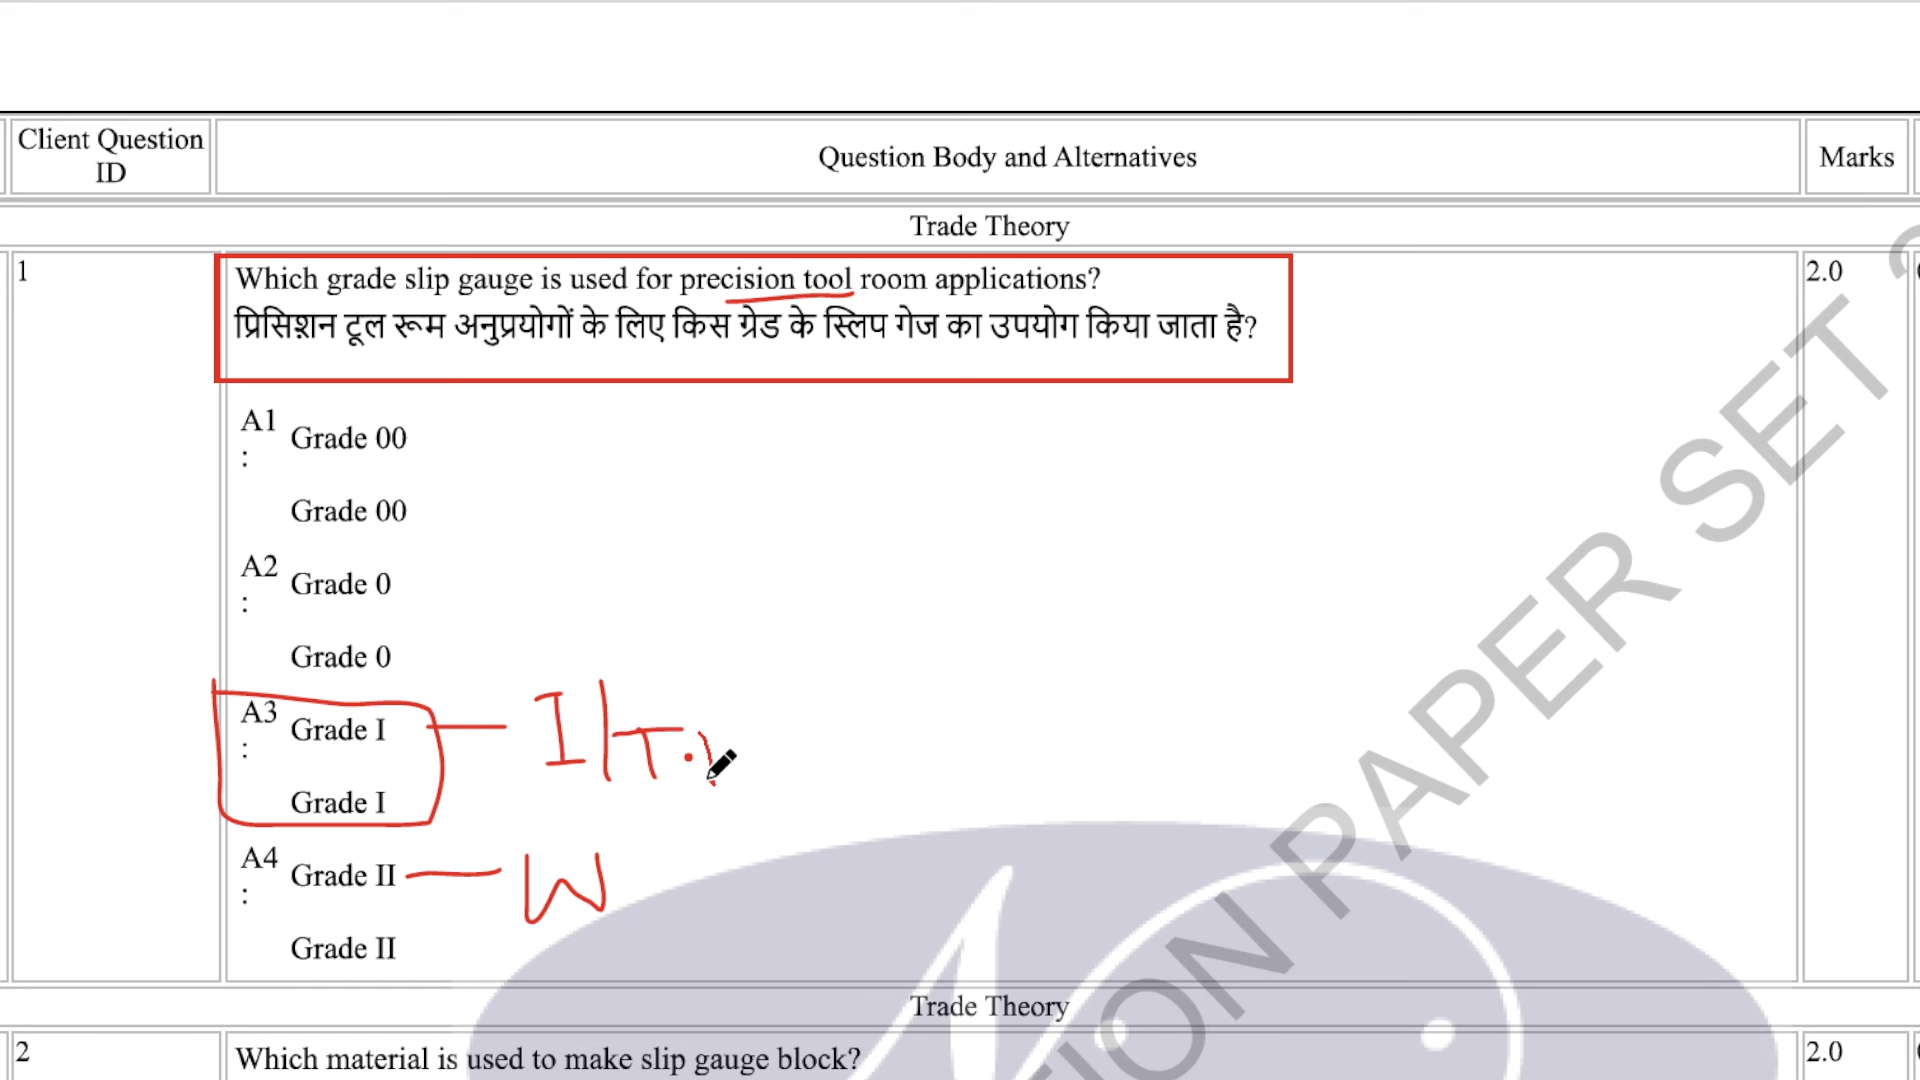 Client Question
ID
Question Body and Alternatives
Marks
Trade Theory
1
Which grade slip gauge is used for precision tool room applications?
2.0
प्रिसिशन टूल रूम अनुप्रयोगों के लिए किस ग्रेड के स्लिप गेज का उपयोग किया जाता है?
A1
:
Grade 00
Grade 00
A2
:
Grade 0
Grade 0
A3
:
Grade I
I/T.
Grade I
A4
:
Grade II
W
Grade II
Trade Theory
2
Which material is used to make slip gauge block?
2.0
ION PAPER SET